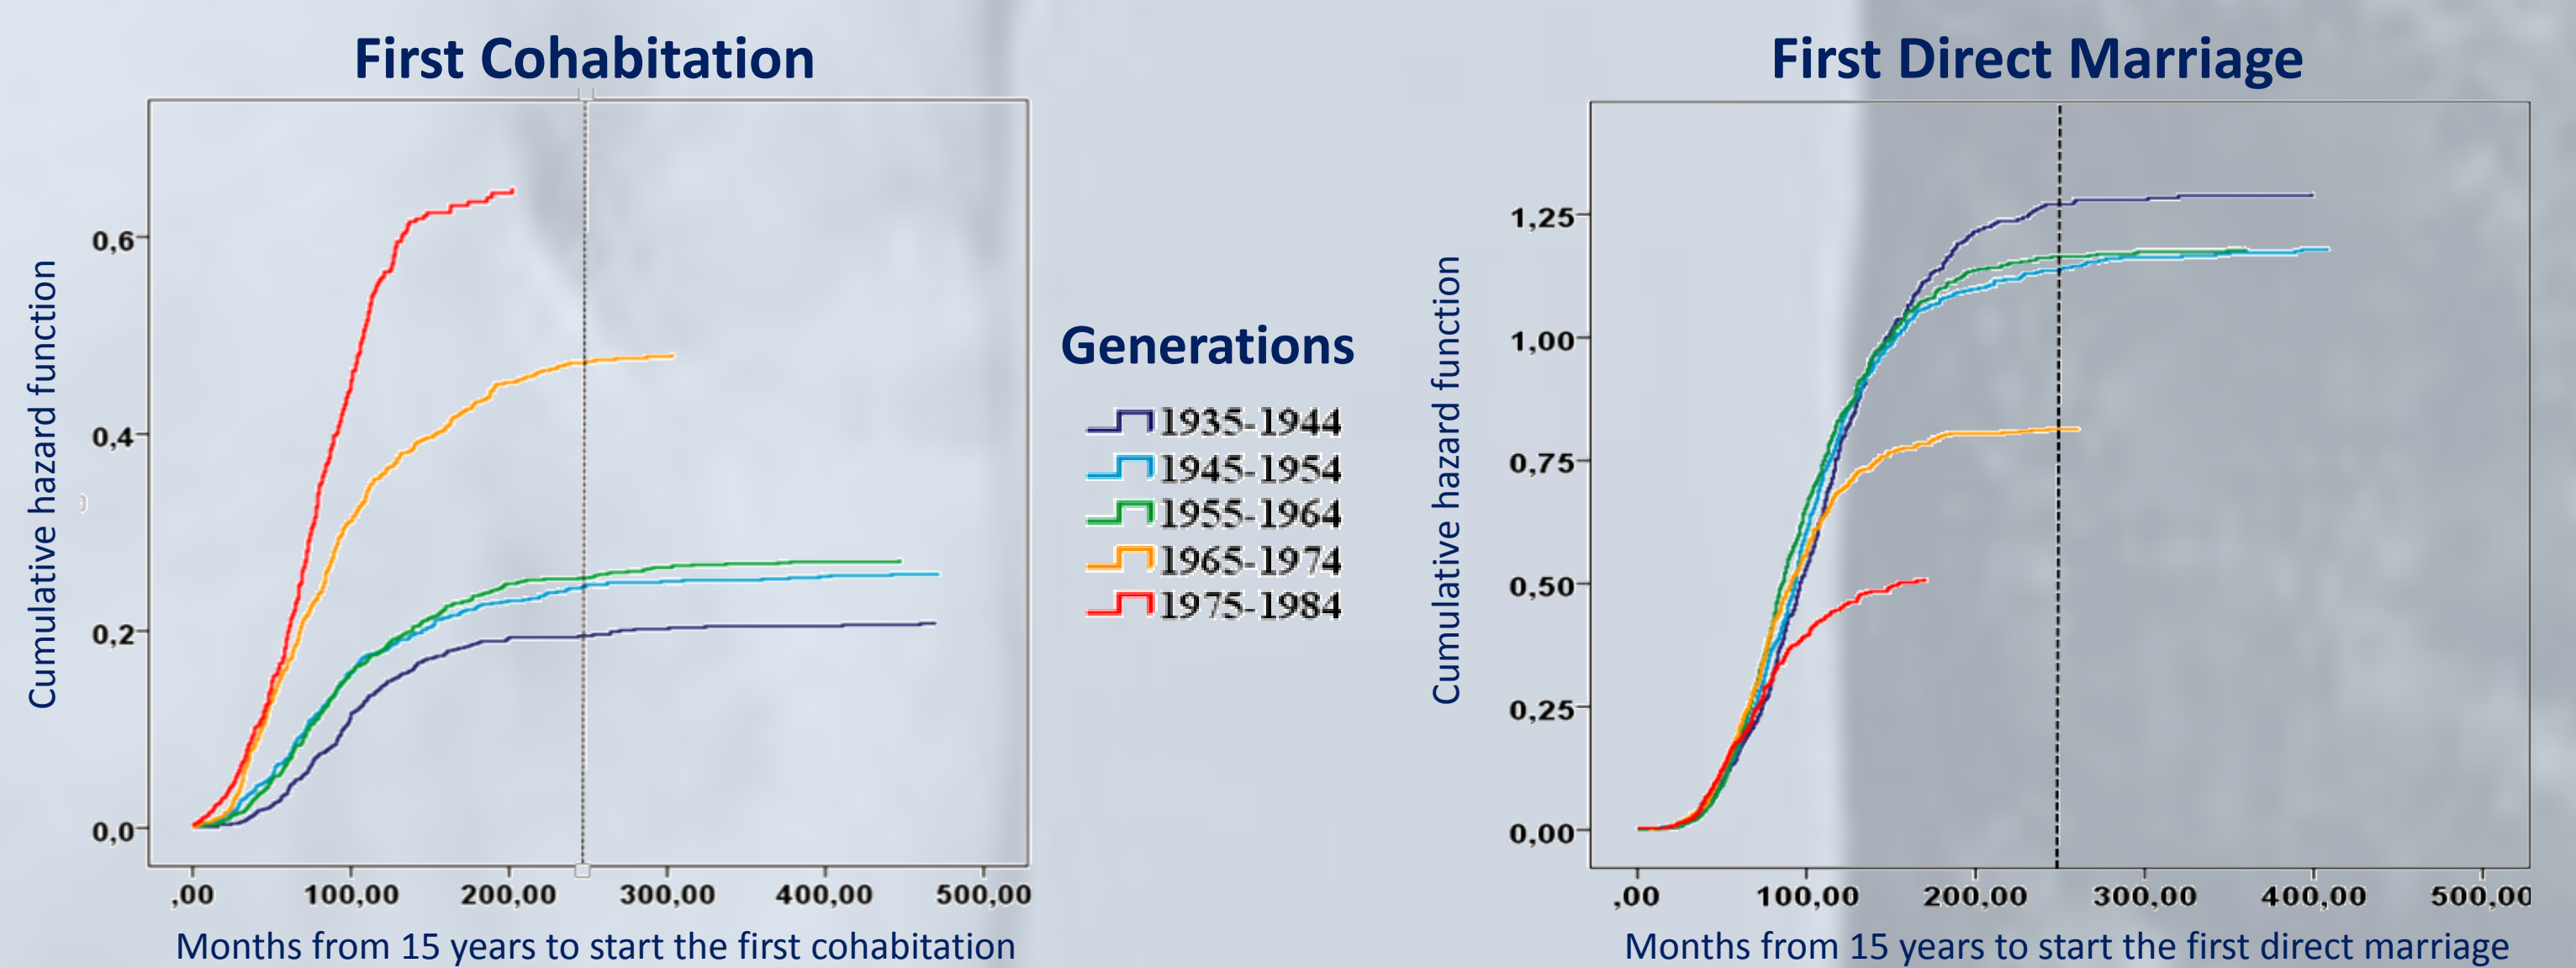 First Cohabitation
First Direct Marriage
Cumulative hazard function
0,6
0,4
0,2
0,0
,00 100,00 200,00 300,00 400,00 500,00
Months from 15 years to start the first cohabitation
Generations
1935-1944
1945-1954
1955-1964
1965-1974
1975-1984
Cumulative hazard function
1,25
1,00
0,75
0,50
0,25
0,00
,00 100,00 200,00 300,00 400,00 500,00
Months from 15 years to start the first direct marriage